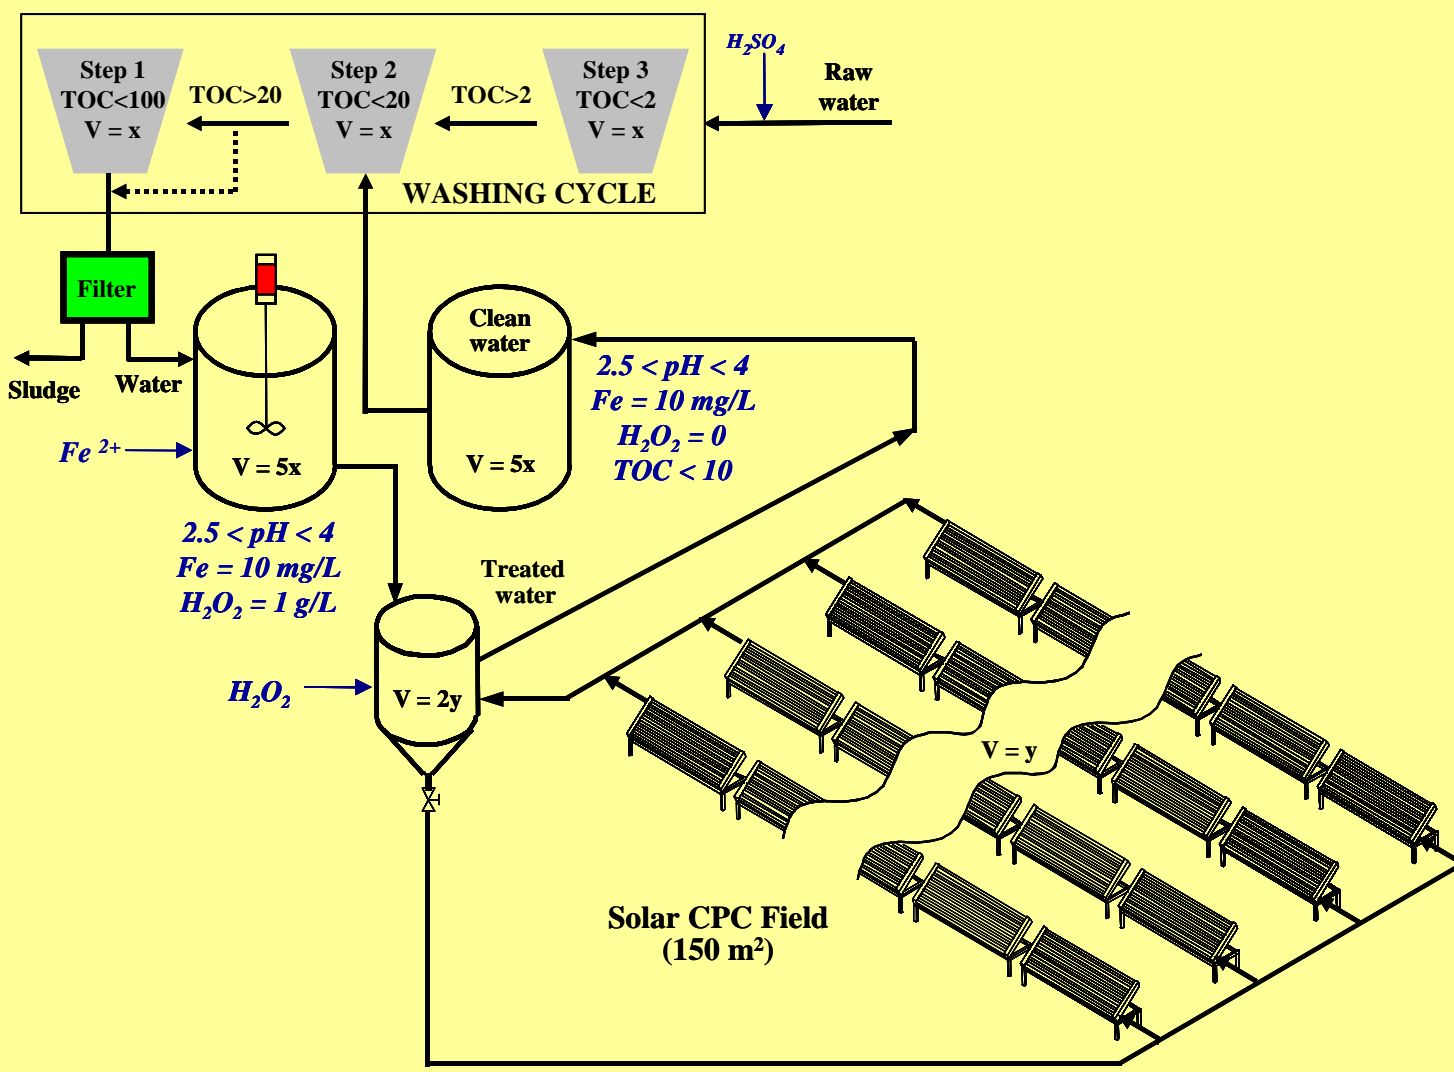 H₂SO₄
Raw
water
Step 1
TOC<100
V = x
TOC>20
Step 2
TOC<20
V = x
TOC>2
Step 3
TOC<2
V = x
WASHING CYCLE
Filter
Sludge
Water
Fe ²⁺
V = 5x
Clean
water
V = 5x
2.5 < pH < 4
Fe = 10 mg/L
H₂O₂ = 0
TOC < 10
2.5 < pH < 4
Fe = 10 mg/L
H₂O₂ = 1 g/L
Treated
water
H₂O₂
V = 2y
V = y
Solar CPC Field
(150 m²)